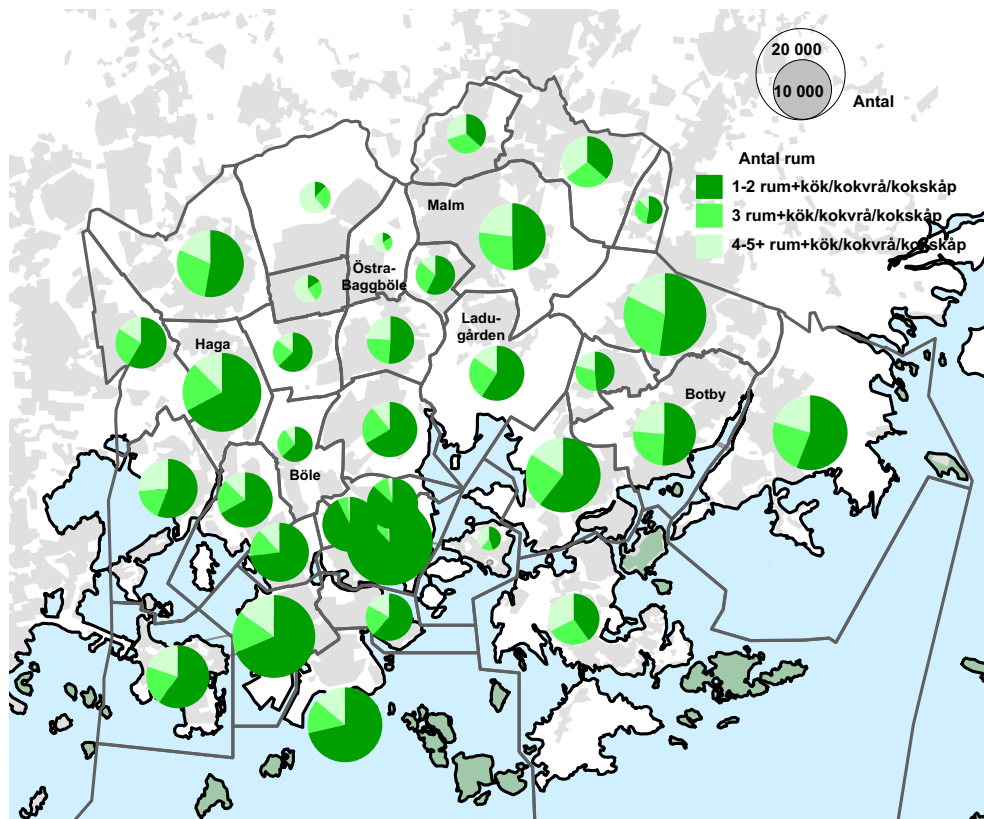 20 000
10 000
Antal
Antal rum
1-2 rum+kök/kokvrå/kokskåp
3 rum+kök/kokvrå/kokskåp
4-5+ rum+kök/kokvrå/kokskåp
Malm
Östra-
Baggböle
Ladu-
gården
Haga
Botby
Böle